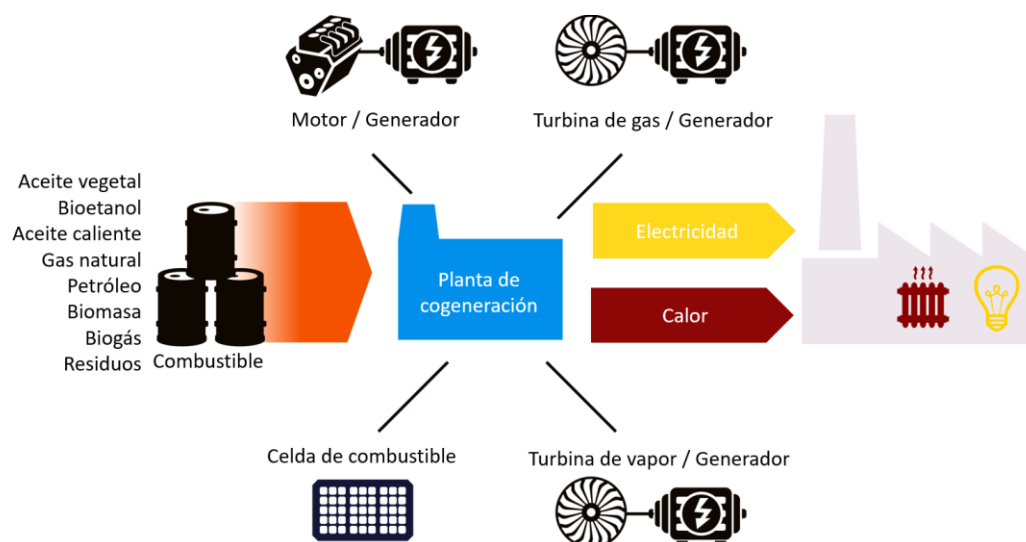 Motor / Generador
Turbina de gas / Generador
Aceite vegetal
Bioetanol
Aceite caliente
Gas natural
Petróleo
Biomasa
Biogás
Residuos
Combustible
Planta de
cogeneración
Electricidad
Calor
Celda de combustible
Turbina de vapor / Generador